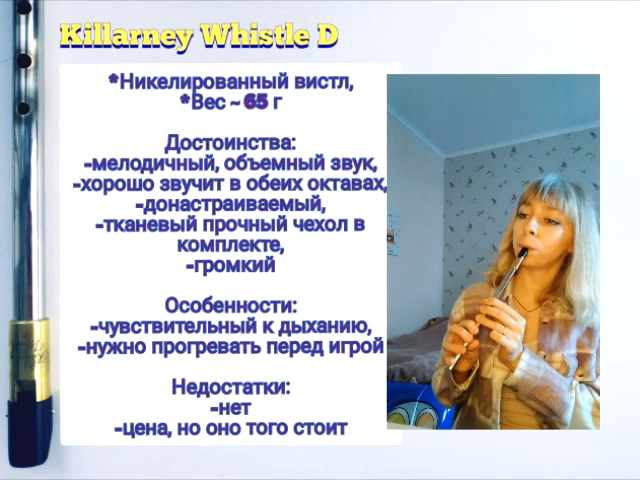 Killarney Whistle D
*Никелированный вистл,
*Вес ~ 65 г
Достоинства:
-мелодичный, объемный звук,
-хорошо звучит в обеих октавах,
-донастраиваемый,
-тканевый прочный чехол в
комплекте,
-громкий
Особенности:
-чувствительный к дыханию,
-нужно прогревать перед игрой
Недостатки:
-нет
-цена, но оно того стоит